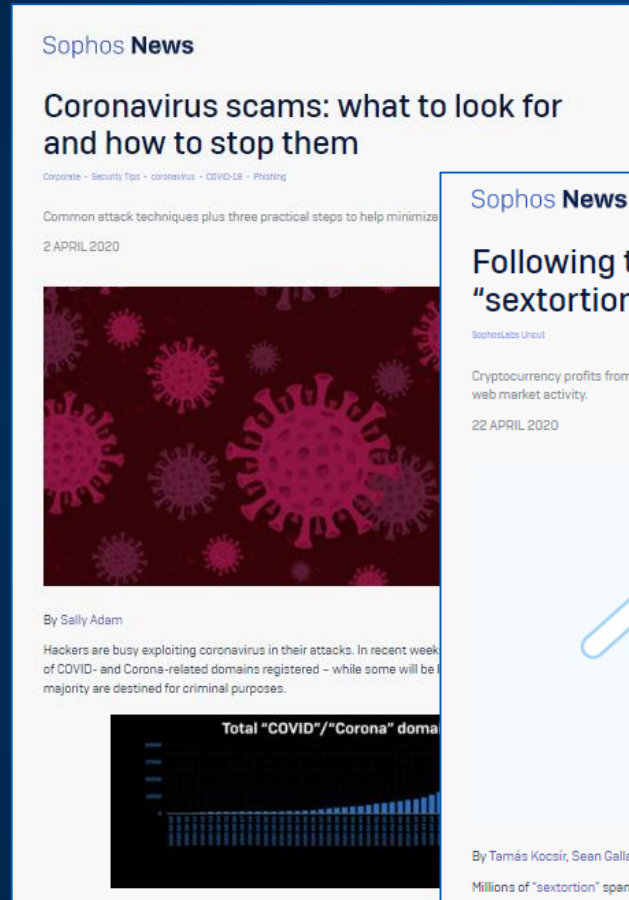 Sophos News
Coronavirus scams: what to look for
and how to stop them
Corporate • Security Tips • coronavirus • COVID-19 • Phishing
Common attack techniques plus three practical steps to help minimize
2 APRIL 2020
By Sally Adam
Hackers are busy exploiting coronavirus in their attacks. In recent week
of COVID- and Corona-related domains registered – while some will be l
majority are destined for criminal purposes.
Total "COVID"/"Corona" doma
Sophos News
Following t
"sextortion
SophosLabs Uncut
Cryptocurrency profits from
web market activity.
22 APRIL 2020
By Tamás Kocsír, Sean Galla
Millions of "sextortion" spam